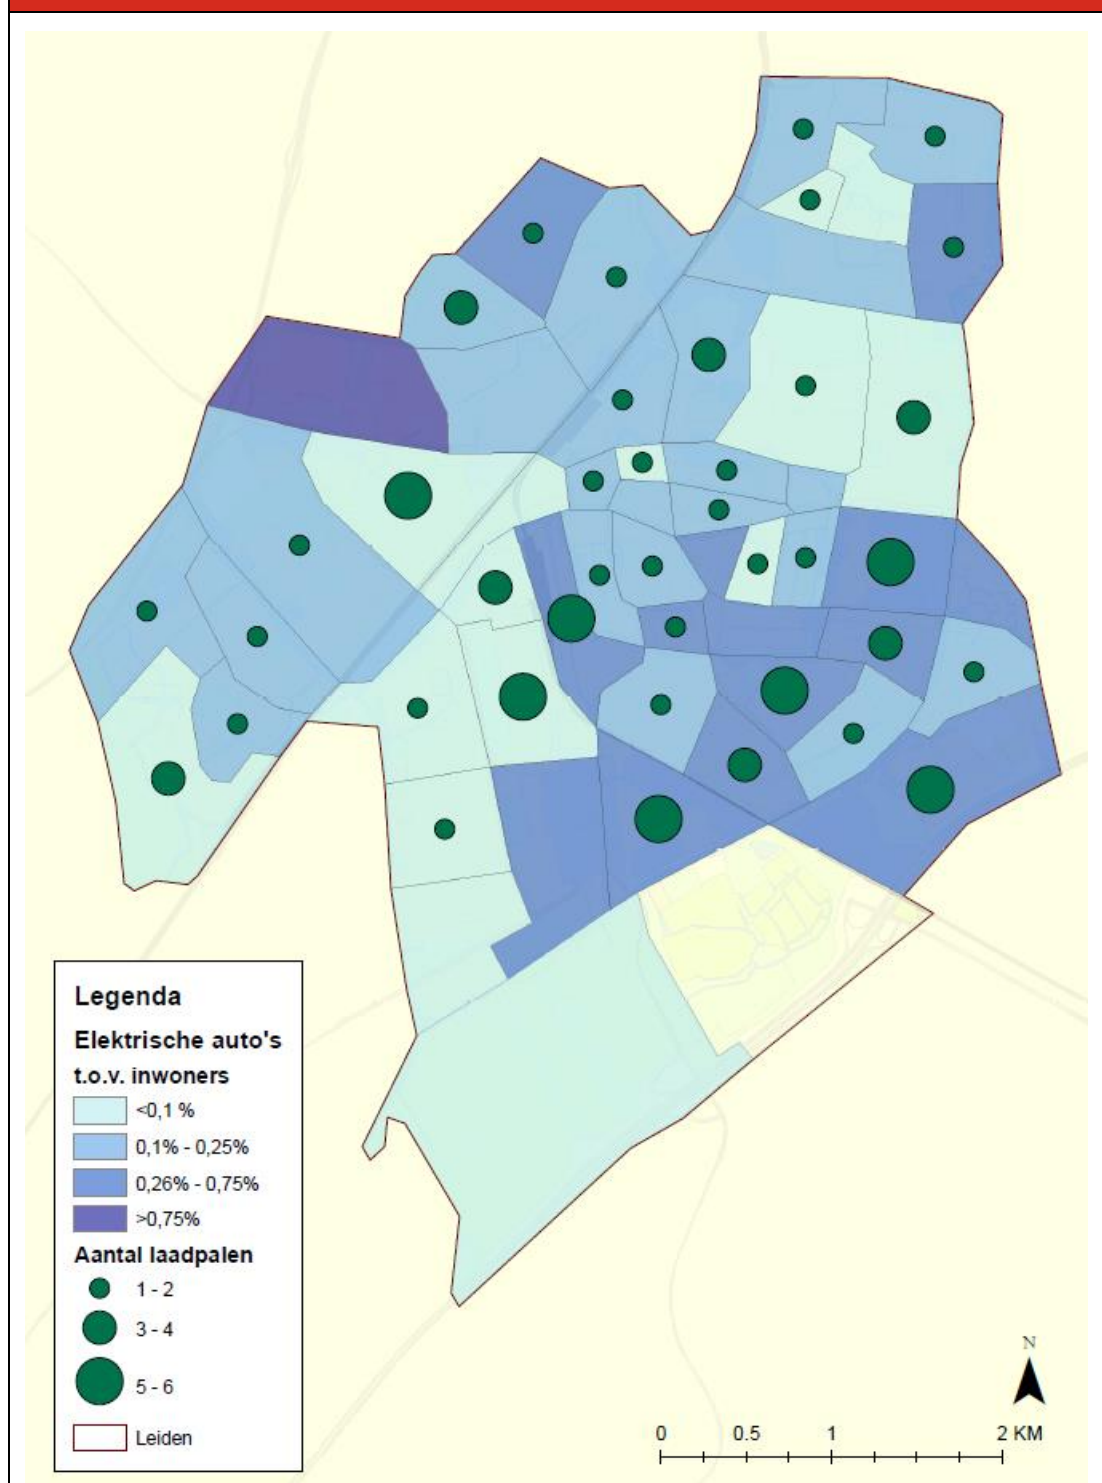 Legenda
Elektrische auto's
t.o.v. inwoners
<0,1 %
0,1% - 0,25%
0,26% - 0,75%
>0,75%
Aantal laadpalen
1 - 2
3 - 4
5 - 6
Leiden
N
0 0.5 1 2 KM